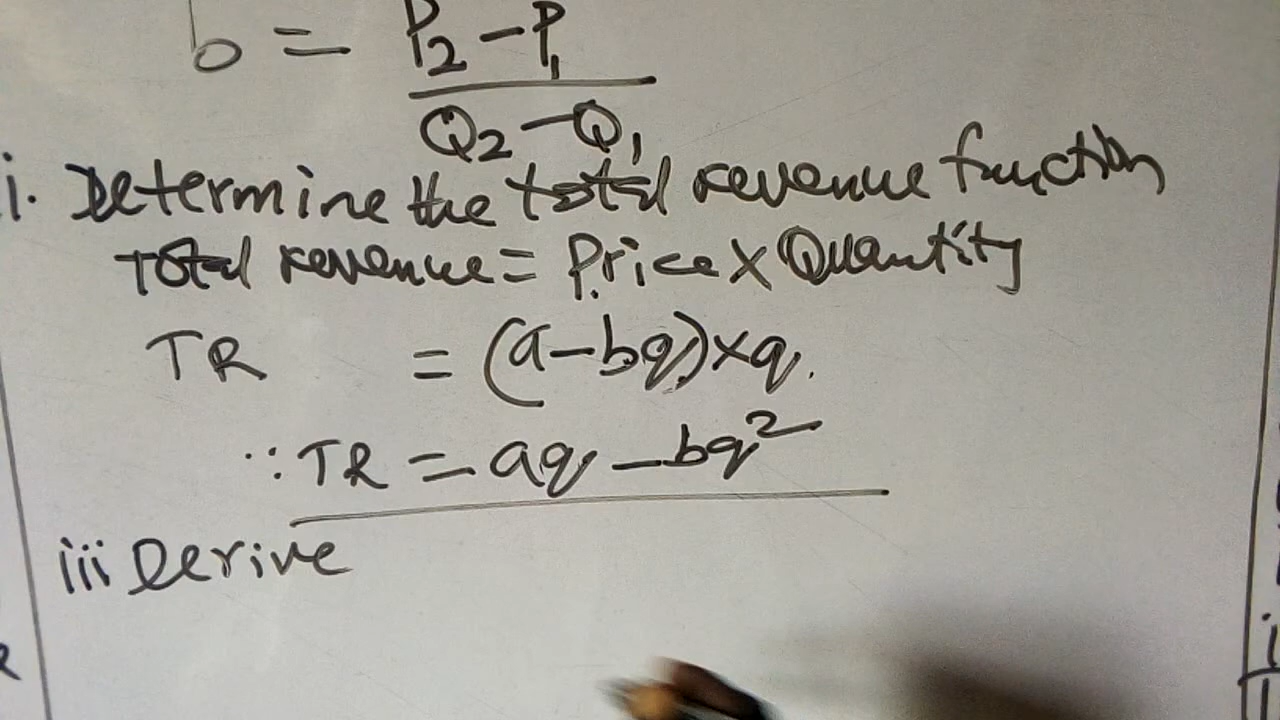 b = P₂ - P₁
Q₂ - Q₁
i. Determine the total revenue function
Total revenue = Price × Quantity
TR = (a - bq) × q.
∴ TR = aq - bq²
iii Derive